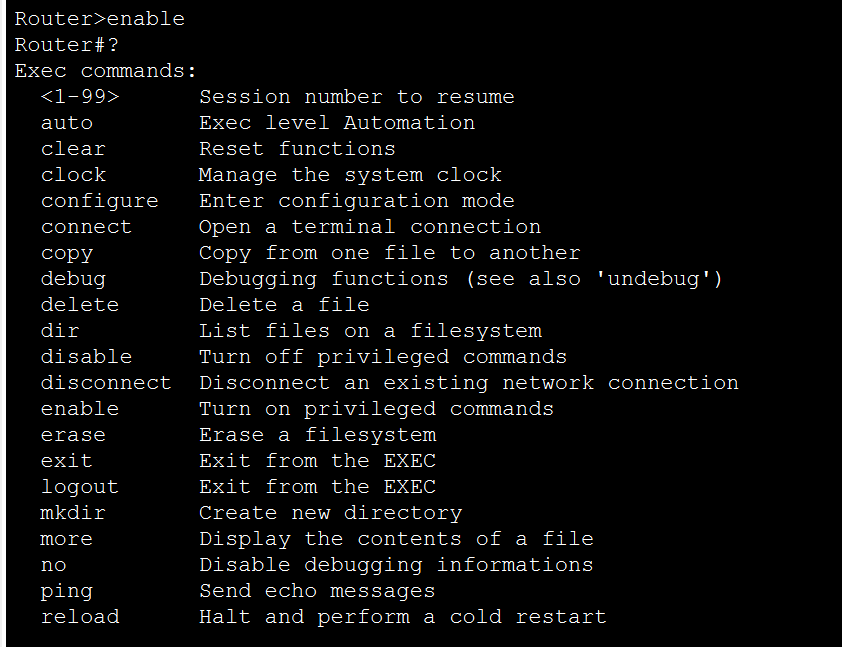 Router>enable
Router#?
Exec commands:
  <1-99>      Session number to resume
  auto        Exec level Automation
  clear       Reset functions
  clock       Manage the system clock
  configure   Enter configuration mode
  connect     Open a terminal connection
  copy        Copy from one file to another
  debug       Debugging functions (see also 'undebug')
  delete      Delete a file
  dir         List files on a filesystem
  disable     Turn off privileged commands
  disconnect  Disconnect an existing network connection
  enable      Turn on privileged commands
  erase       Erase a filesystem
  exit        Exit from the EXEC
  logout      Exit from the EXEC
  mkdir       Create new directory
  more        Display the contents of a file
  no          Disable debugging informations
  ping        Send echo messages
  reload      Halt and perform a cold restart